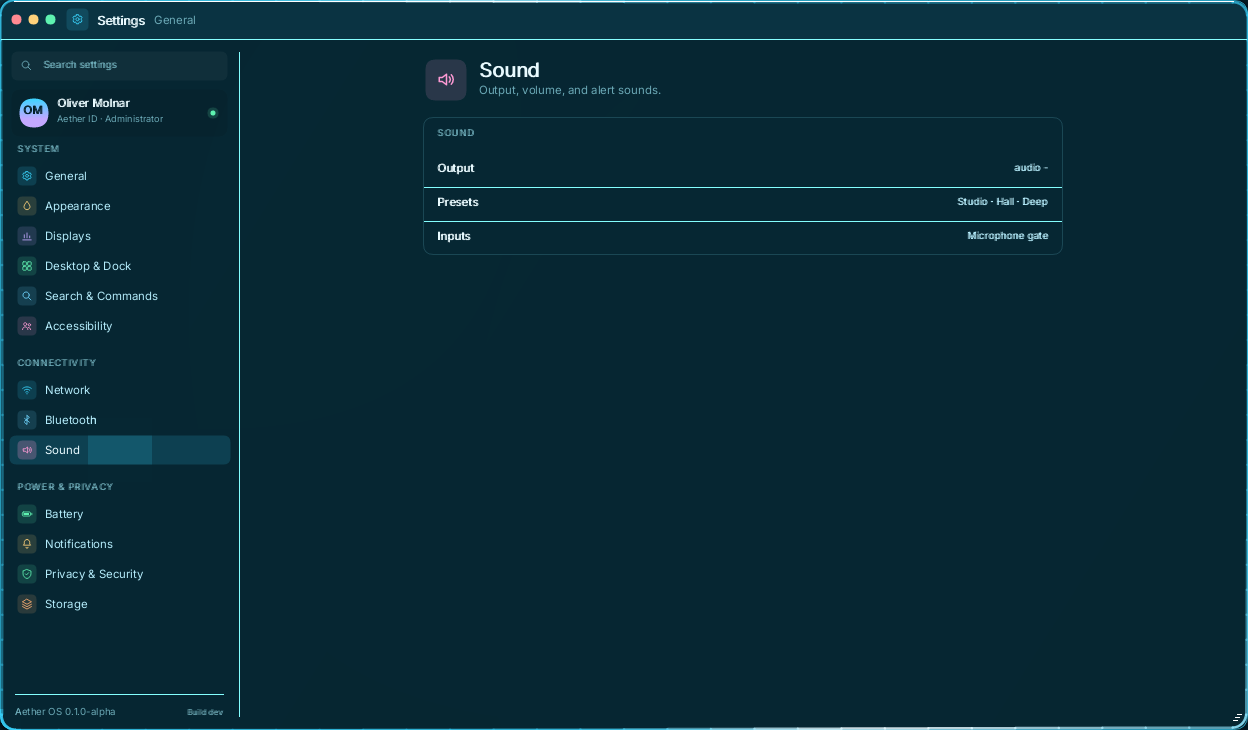 Settings General
Search settings
OM
Oliver Molnar
Aether ID · Administrator
SYSTEM
General
Appearance
Displays
Desktop & Dock
Search & Commands
Accessibility
CONNECTIVITY
Network
Bluetooth
Sound
POWER & PRIVACY
Battery
Notifications
Privacy & Security
Storage
Aether OS 0.1.0-alpha
Build dev
Sound
Output, volume, and alert sounds.
SOUND
Output audio -
Presets Studio · Hall · Deep
Inputs Microphone gate